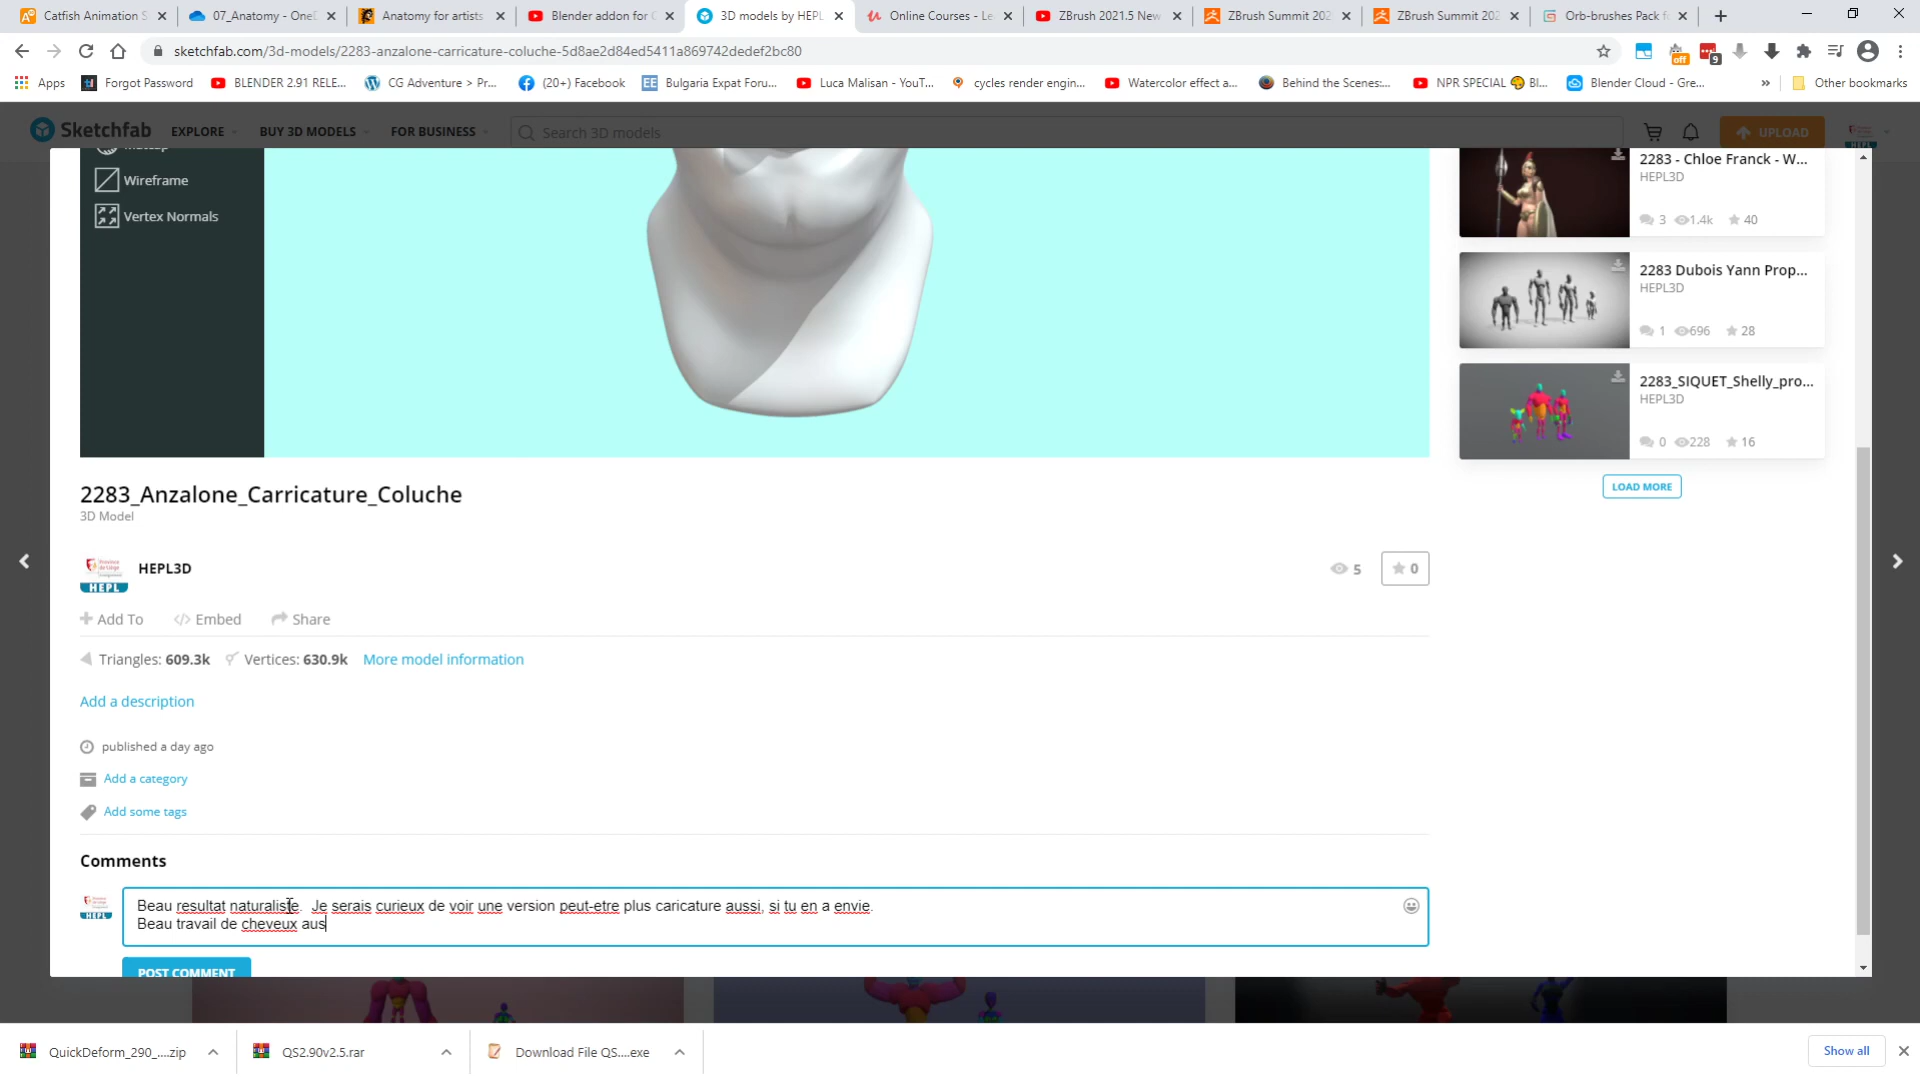 Catfish Animation S
07_Anatomy - OneD
Anatomy for artists
Blender addon for C
3D models by HEPL
Online Courses - Le
ZBrush 2021.5 New
ZBrush Summit 202
ZBrush Summit 202
Orb-brushes Pack f
sketchfab.com/3d-models/2283-anzalone-carricature-coluche-5d8ae2d84ed5411a869742dedef2bc80
off
9
Apps
Forgot Password
BLENDER 2.91 RELE...
CG Adventure > Pr...
(20+) Facebook
EE Bulgaria Expat Foru...
Luca Malisan - YouT...
cycles render engin...
Watercolor effect a...
Behind the Scenes:...
NPR SPECIAL Bl...
Blender Cloud - Gre...
»
Other bookmarks
Sketchfab
EXPLORE
BUY 3D MODELS
FOR BUSINESS
Search 3D models
UPLOAD
Wireframe
Vertex Normals
2283 - Chloe Franck - W...
HEPL3D
3 1.4k 40
2283 Dubois Yann Prop...
HEPL3D
1 696 28
2283_SIQUET_Shelly_pro...
HEPL3D
0 228 16
LOAD MORE
2283_Anzalone_Carricature_Coluche
3D Model
HEPL
HEPL3D
5
0
Add To
Embed
Share
Triangles: 609.3k
Vertices: 630.9k
More model information
Add a description
published a day ago
Add a category
Add some tags
Comments
HEPL
Beau resultat naturaliste. Je serais curieux de voir une version peut-etre plus caricature aussi, si tu en a envie.
Beau travail de cheveux aus
POST COMMENT
QuickDeform_290_....zip
QS2.90v2.5.rar
Download File QS....exe
Show all